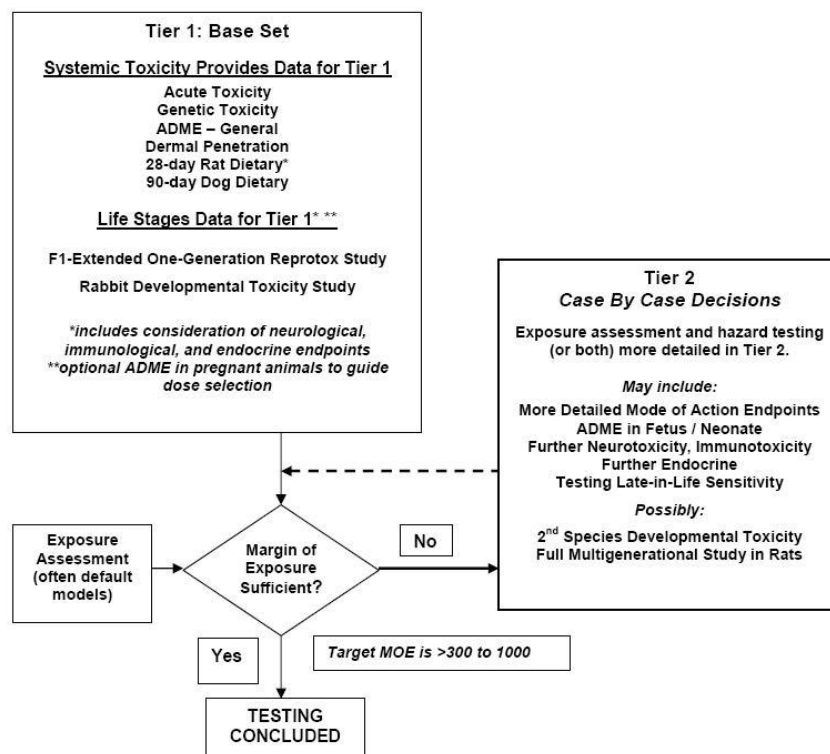 Tier 1: Base Set
Systemic Toxicity Provides Data for Tier 1
Acute Toxicity
Genetic Toxicity
ADME – General
Dermal Penetration
28-day Rat Dietary*
90-day Dog Dietary
Life Stages Data for Tier 1* **
F1-Extended One-Generation Reprotox Study
Rabbit Developmental Toxicity Study
*includes consideration of neurological,
immunological, and endocrine endpoints
**optional ADME in pregnant animals to guide
dose selection
Tier 2
Case By Case Decisions
Exposure assessment and hazard testing
(or both) more detailed in Tier 2.
May include:
More Detailed Mode of Action Endpoints
ADME in Fetus / Neonate
Further Neurotoxicity, Immunotoxicity
Further Endocrine
Testing Late-in-Life Sensitivity
Possibly:
2nd Species Developmental Toxicity
Full Multigenerational Study in Rats
Exposure
Assessment
(often default
models)
Margin of
Exposure
Sufficient?
No
Yes
Target MOE is >300 to 1000
TESTING
CONCLUDED